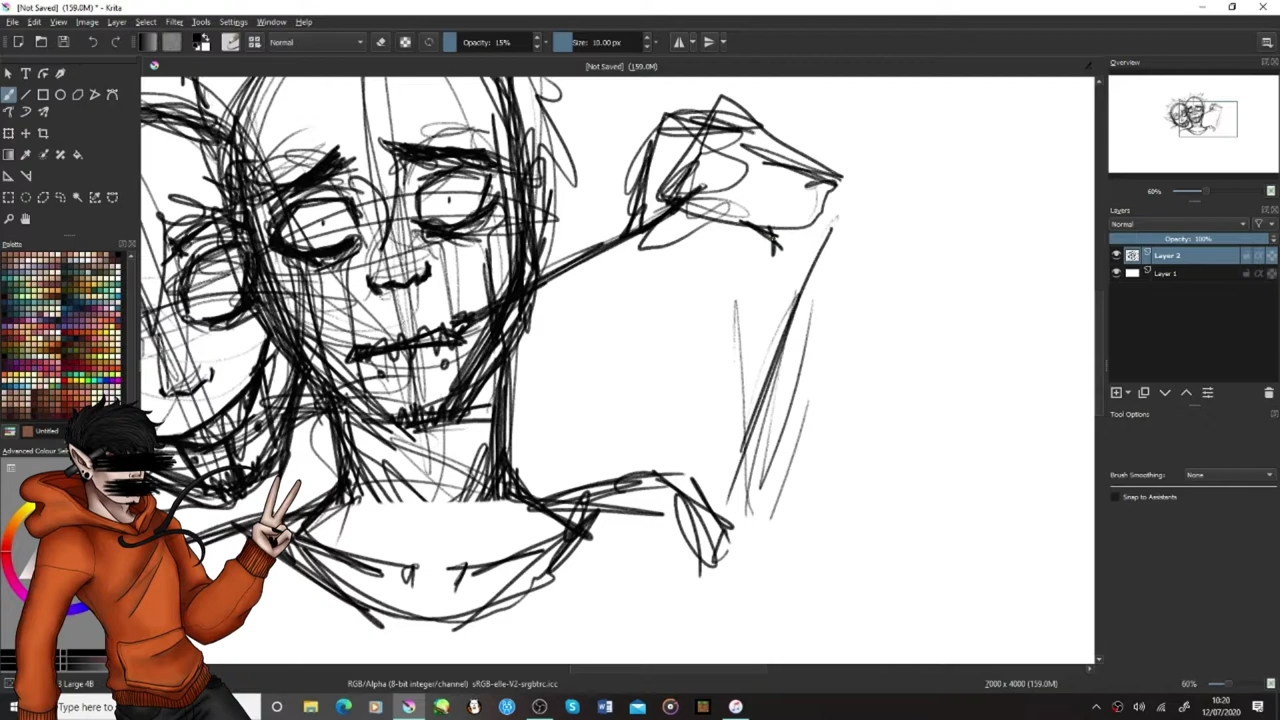 [Not Saved] (159.0M) * - Krita
File Edit View Image Layer Select Filter Tools Settings Window Help
Normal
Opacity: 15%
Size: 10.00 px
[Not Saved] (159.0M)
Overview
60%
Layers
Normal
Opacity: 100%
Layer 2
Layer 1
Tool Options
Brush Smoothing:
None
Snap to Assistants
Palette
Untitled
Advanced Colour Sele
Large 4B
RGB/Alpha (8-bit integer/channel) sRGB-elle-V2-srgbtrc.icc
7000 x 4000 (159.0M)
60%
Type here to
10:20
12/07/2020